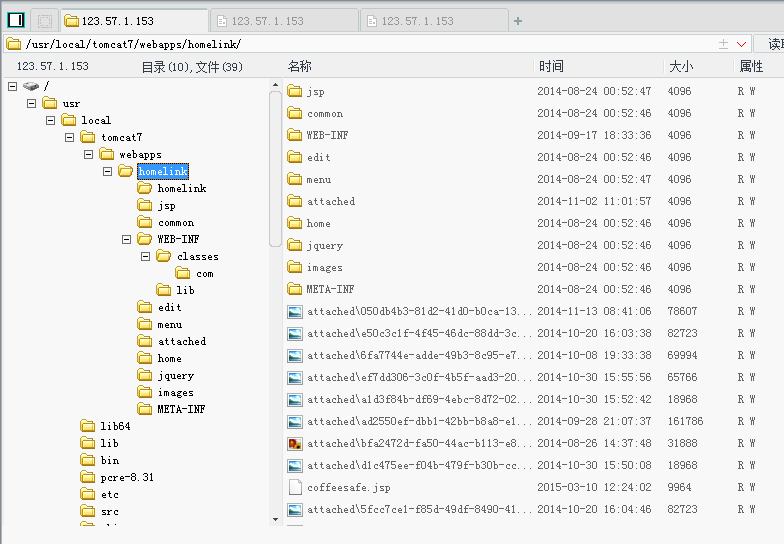 123.57.1.153
123.57.1.153
123.57.1.153
/usr/local/tomcat7/webapps/homelink/
123.57.1.153 目录(10),文件(39)
/
usr
local
tomcat7
webapps
homelink
homelink
jsp
common
WEB-INF
classes
com
lib
edit
menu
attached
home
jquery
images
META-INF
lib64
lib
bin
pcre-8.31
etc
src
名称 时间 大小 属性
jsp 2014-08-24 00:52:47 4096 R W
common 2014-08-24 00:52:46 4096 R W
WEB-INF 2014-09-17 18:33:36 4096 R W
edit 2014-08-24 00:52:46 4096 R W
menu 2014-08-24 00:52:47 4096 R W
attached 2014-11-02 11:01:57 4096 R W
home 2014-08-24 00:52:46 4096 R W
jquery 2014-08-24 00:52:46 4096 R W
images 2014-08-24 00:52:46 4096 R W
META-INF 2014-08-24 00:52:46 4096 R W
attached\050db4b3-81d2-41d0-b0ca-13... 2014-11-13 08:41:06 78607 R W
attached\e50c3c1f-4f45-46dc-88dd-3c... 2014-10-20 16:03:38 82723 R W
attached\6fa7744e-adde-49b3-8c95-e7... 2014-10-08 19:33:38 69994 R W
attached\ef7dd306-3c0f-4b5f-aad3-20... 2014-10-30 15:55:56 65766 R W
attached\a1d3f84b-df69-4ebc-8d72-02... 2014-10-30 15:52:42 18968 R W
attached\ad2550ef-dbb1-42bb-b8a8-e1... 2014-09-28 21:07:37 161786 R W
attached\bfa2472d-fa50-44ac-b113-e8... 2014-08-26 14:37:48 31888 R W
attached\d1c475ee-f04b-479f-b30b-cc... 2014-10-30 15:50:08 18968 R W
coffeesafe.jsp 2015-03-10 12:24:02 9964 R W
attached\5fcc7ce1-f85d-49df-8490-41... 2014-10-20 16:04:46 82723 R W